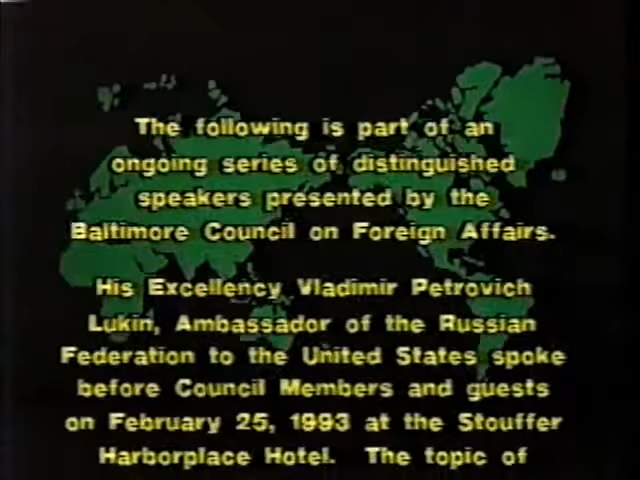 The following is part of an
ongoing series of distinguished
speakers presented by the
Baltimore Council on Foreign Affairs.
His Excellency Vladimir Petrovich
Lukin, Ambassador of the Russian
Federation to the United States spoke
before Council Members and guests
on February 25, 1993 at the Stouffer
Harborplace Hotel. The topic of